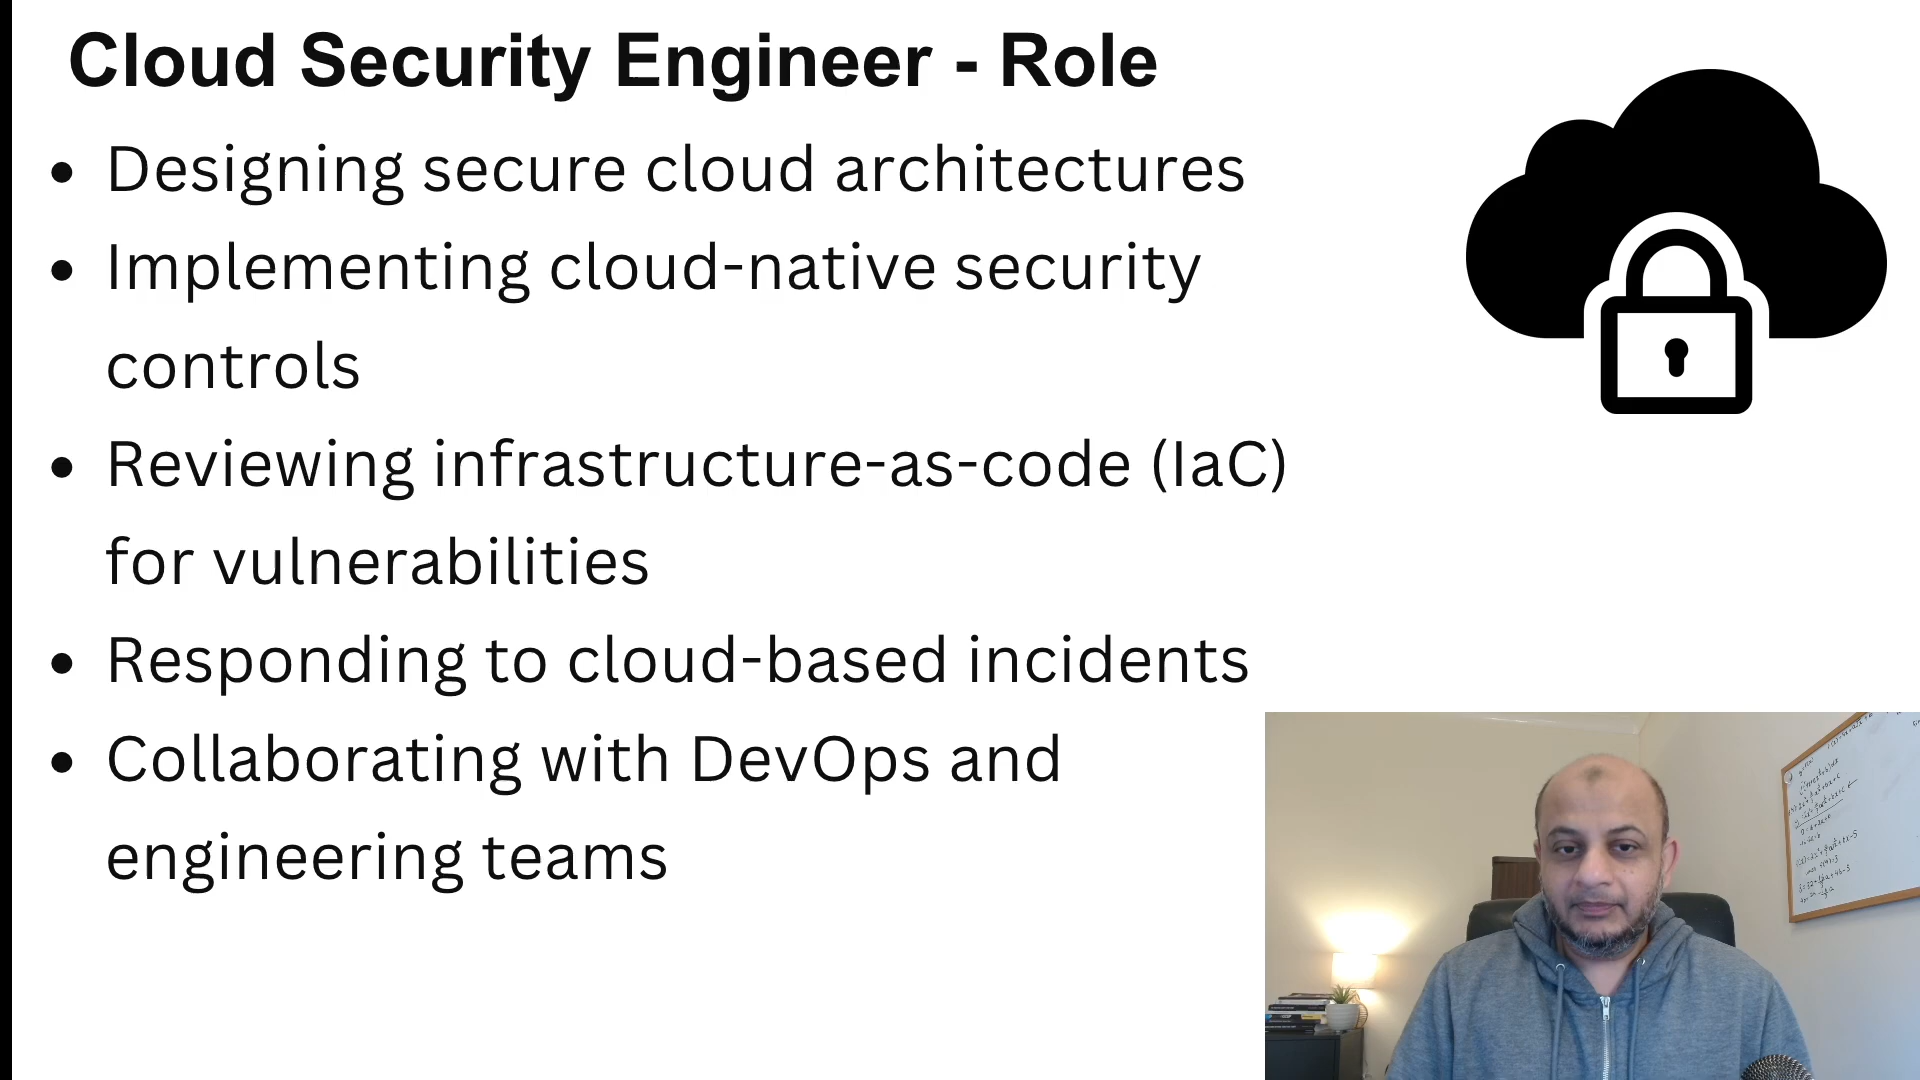 Cloud Security Engineer - Role
• Designing secure cloud architectures
• Implementing cloud-native security
controls
• Reviewing infrastructure-as-code (IaC)
for vulnerabilities
• Responding to cloud-based incidents
• Collaborating with DevOps and
engineering teams